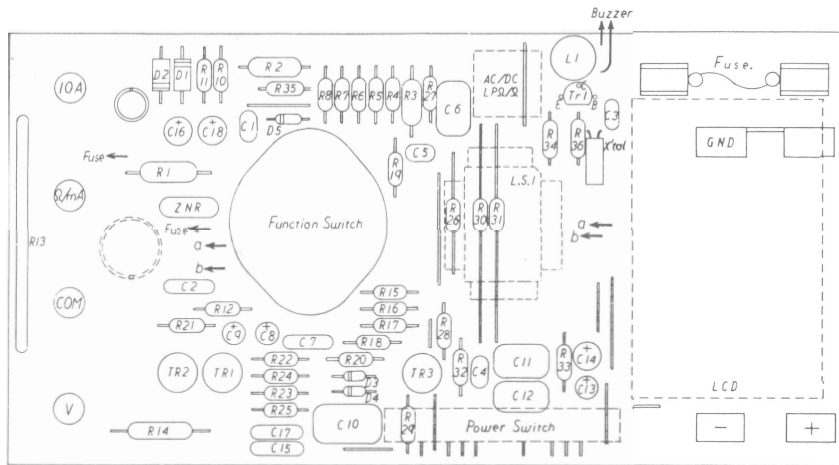 Buzzer
10A
D2
D1
R11
R10
R2
R35
D5
C16
C18
C1
R8
R7
R6
R5
R4
R3
R27
C6
AC/DC
LPΩ/Ω
L1
Tr1
E
C
B
C3
R34
R36
X'tal
Fuse.
GND
Fuse
R1
Ω/mA
ZNR
Fuse
a
b
R13
Function Switch
R19
C5
R26
R30
R31
L.S.I
a
b
C2
COM
R12
R21
C9
C8
C7
R15
R16
R17
R18
R28
TR2
TR1
R22
R24
R23
R25
R20
D3
D4
TR3
R32
C4
C11
C12
R33
C14
C13
LCD
V
R14
C17
C15
C10
R29
Power Switch
-
+